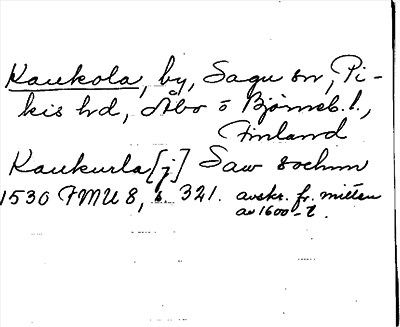 Kaukola, by, Sagu sn, Pi-
kis hd, Åbo o Björneb. l.,
Finland
Kaukurla [j] Saw sochnn
1530 FMU 8, s. 321. avskr. fr. mitten
av 1600-t.